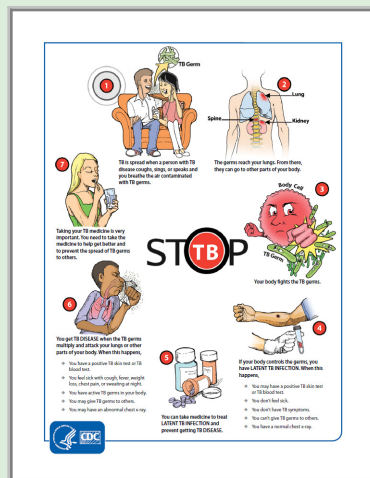 TB Germ
1
TB is spread when a person with TB
disease coughs, sings, or speaks and
you breathe the air contaminated
with TB germs.
2
Lung
Spine
Kidney
The germs reach your lungs. From there,
they can go to other parts of your body.
3
Body Cell
TB Germ
Your body fights the TB germs.
4
If your body controls the germs, you
have LATENT TB INFECTION. When this
happens,
You may have a positive TB skin test
or TB blood test.
You don't feel sick.
You don't have TB symptoms.
You can't give TB germs to others.
You have a normal chest x-ray.
5
You can take medicine to treat
LATENT TB INFECTION and
prevent getting TB DISEASE.
6
You get TB DISEASE when the TB germs
multiply and attack your lungs or other
parts of your body. When this happens,
You have a positive TB skin test or TB
blood test.
You feel sick with cough, fever, weight
loss, chest pain, or sweating at night.
You have active TB germs in your body.
You may give TB germs to others.
You may have an abnormal chest x-ray.
7
Taking your TB medicine is very
important. You need to take the
medicine to help get better and
to prevent the spread of TB germs
to others.
STOP
TB
CDC